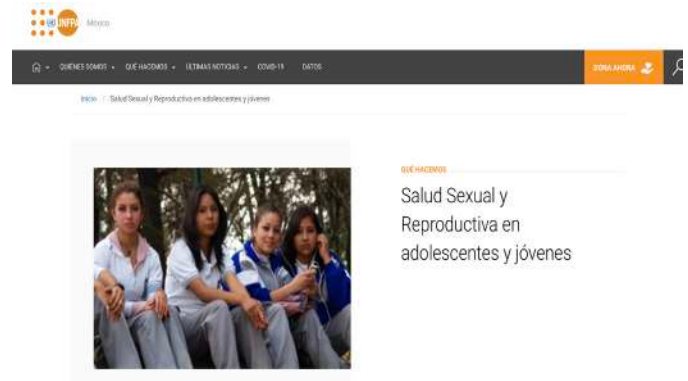 UNFPA
México
QUIÉNES SOMOS
QUÉ HACEMOS
ÚLTIMAS NOTICIAS
COVID-19
DATOS
DONA AHORA
Inicio / Salud Sexual y Reproductiva en adolescentes y jóvenes
QUÉ HACEMOS
Salud Sexual y
Reproductiva en
adolescentes y jóvenes